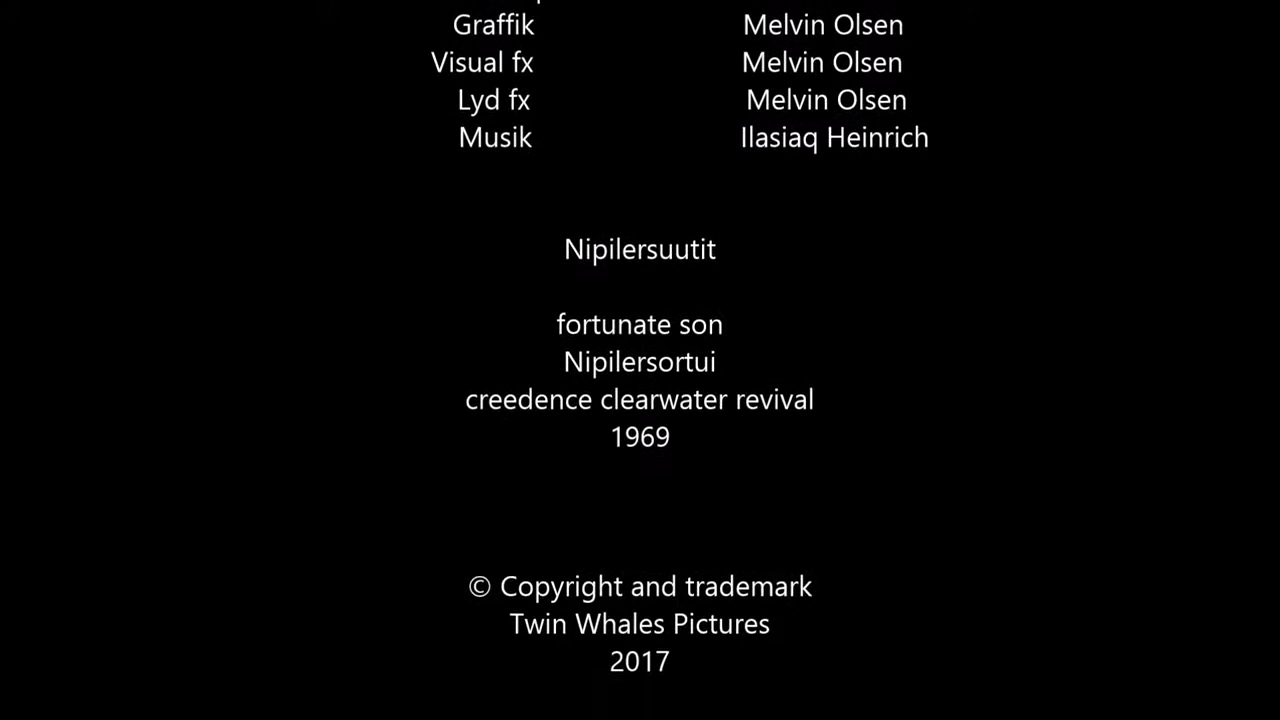 Graffik Melvin Olsen
Visual fx Melvin Olsen
Lyd fx Melvin Olsen
Musik Ilasiaq Heinrich
Nipilersuutit
fortunate son
Nipilersortui
creedence clearwater revival
1969
© Copyright and trademark
Twin Whales Pictures
2017